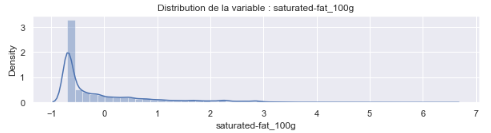 Distribution de la variable : saturated-fat_100g
Density
3
2
1
0
−1 0 1 2 3 4 5 6 7
saturated-fat_100g